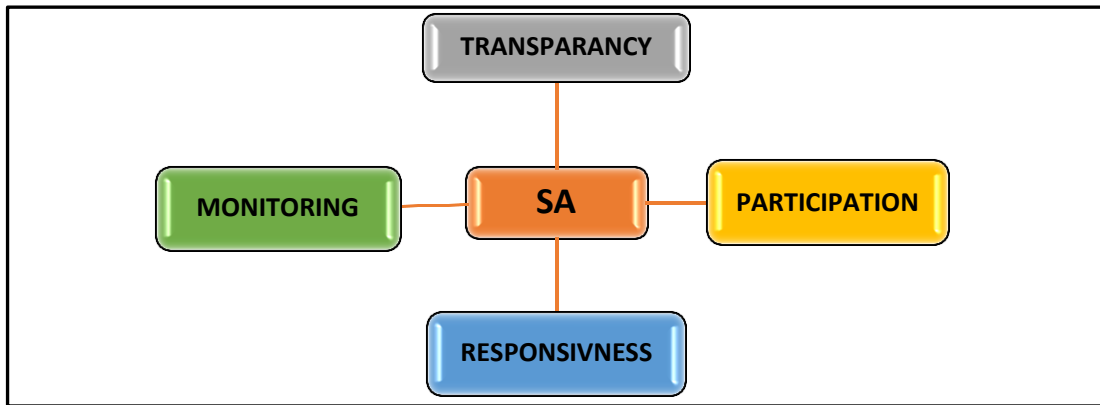 TRANSPARANCY
MONITORING
SA
PARTICIPATION
RESPONSIVNESS